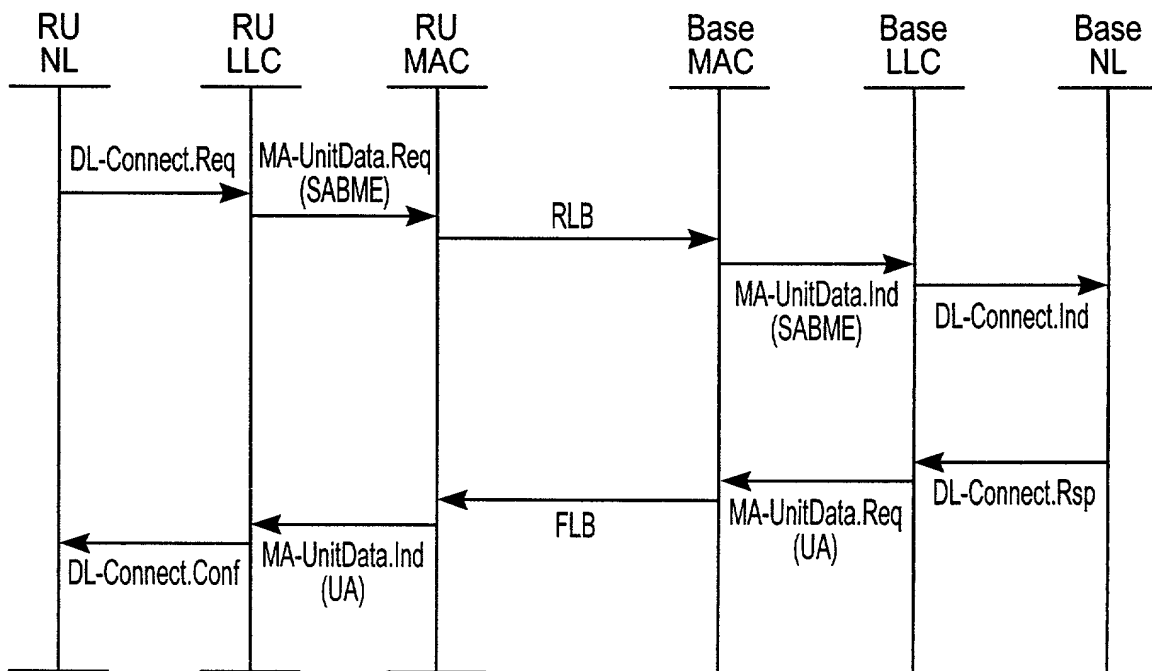 RU
NL
RU
LLC
RU
MAC
Base
MAC
Base
LLC
Base
NL
DL-Connect.Req
MA-UnitData.Req
(SABME)
RLB
MA-UnitData.Ind
(SABME)
DL-Connect.Ind
DL-Connect.Rsp
MA-UnitData.Req
(UA)
FLB
MA-UnitData.Ind
(UA)
DL-Connect.Conf